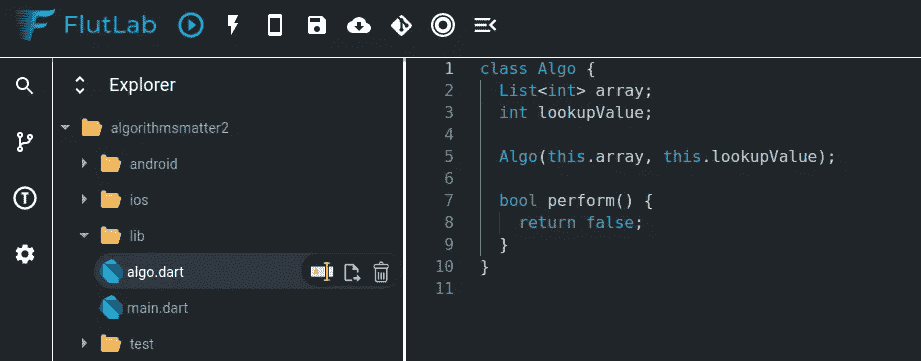 FlutLab
Explorer
algorithmsmatter2
android
ios
lib
algo.dart
main.dart
test
T
1 class Algo {
2 List<int> array;
3 int lookupValue;
4
5 Algo(this.array, this.lookupValue);
6
7 bool perform() {
8 return false;
9 }
10 }
11